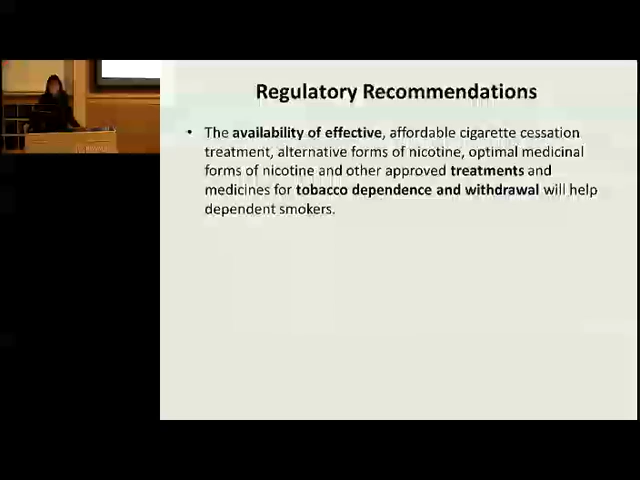 Regulatory Recommendations
• The availability of effective, affordable cigarette cessation
treatment, alternative forms of nicotine, optimal medicinal
forms of nicotine and other approved treatments and
medicines for tobacco dependence and withdrawal will help
dependent smokers.